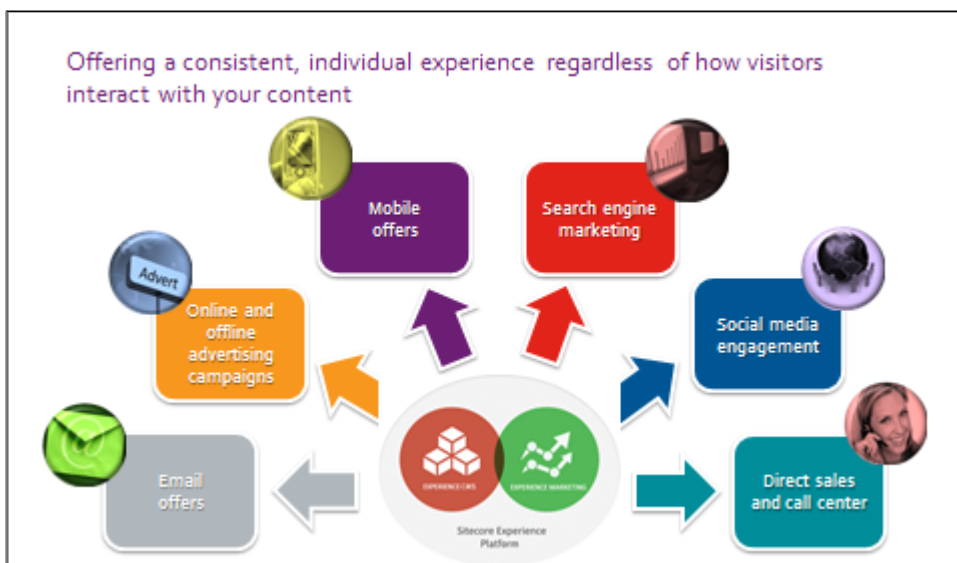 Offering a consistent, individual experience regardless of how visitors
interact with your content
Mobile
offers
Search engine
marketing
Advert
Online and
offline
advertising
campaigns
Social media
engagement
@
Email
offers
EXPERIENCE CMS
EXPERIENCE MARKETING
Sitecore Experience
Platform
Direct sales
and call center